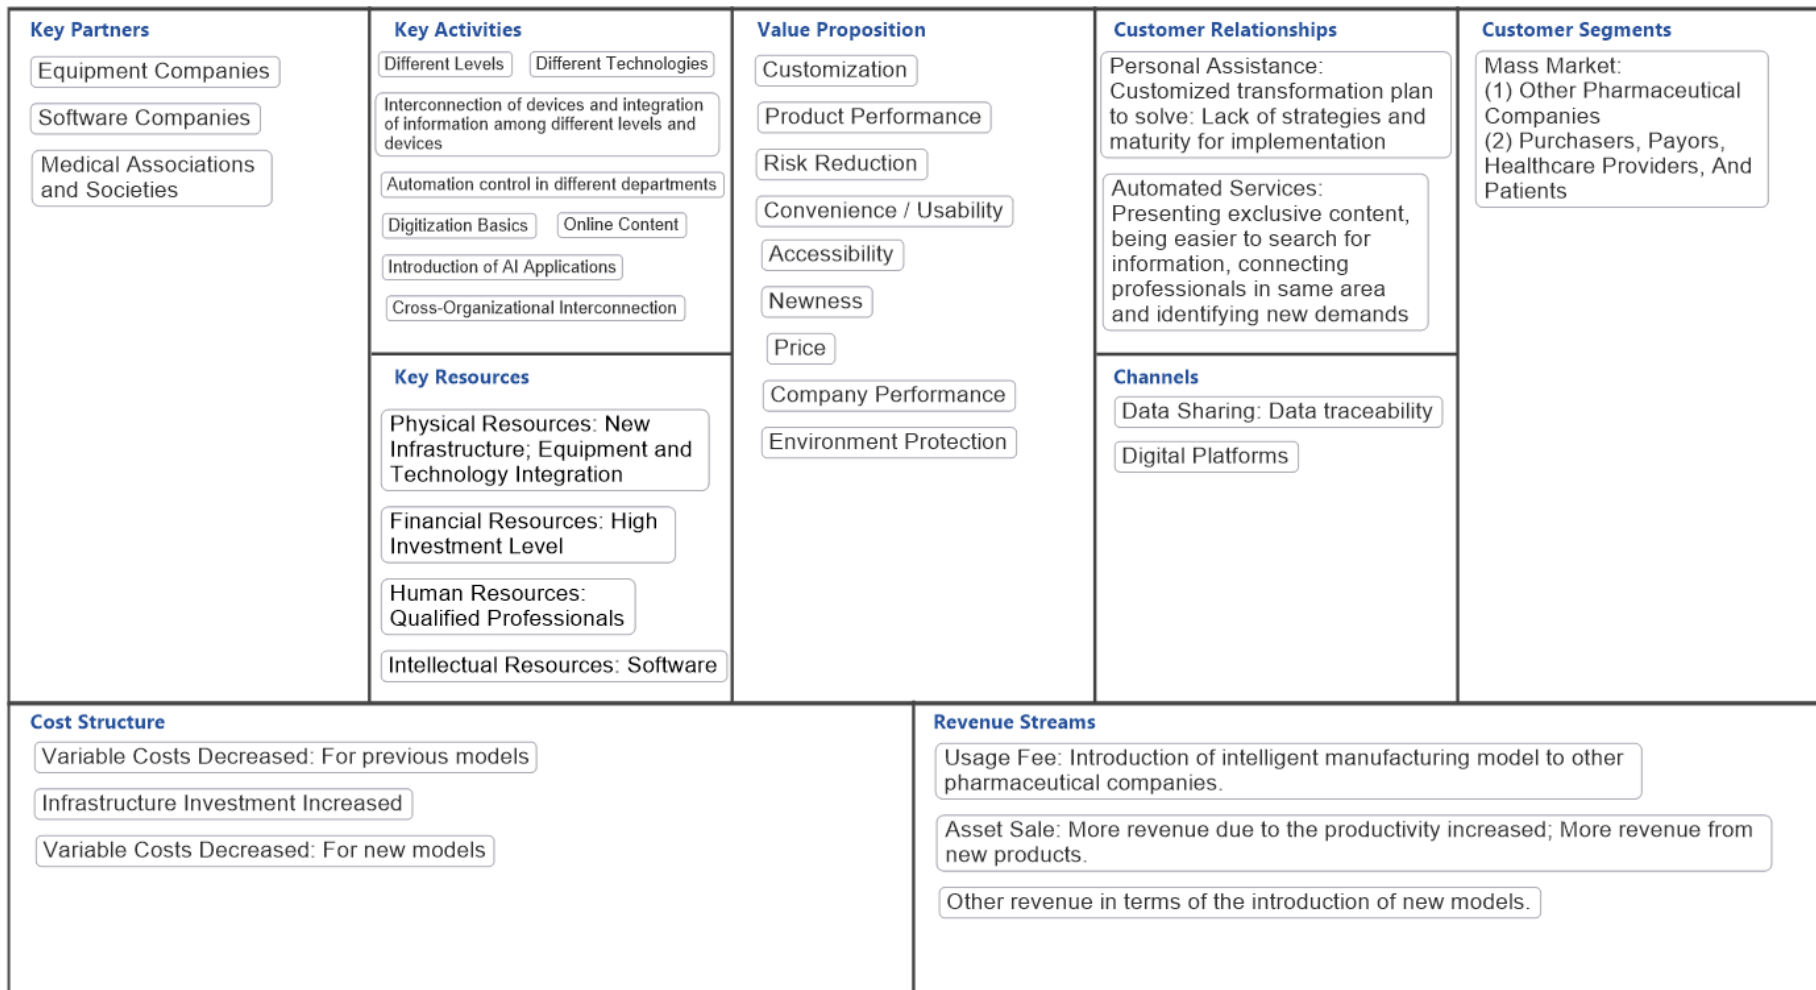 Key Partners
Equipment Companies
Software Companies
Medical Associations
and Societies
Key Activities
Different Levels
Different Technologies
Interconnection of devices and integration
of information among different levels and
devices
Automation control in different departments
Digitization Basics
Online Content
Introduction of AI Applications
Cross-Organizational Interconnection
Key Resources
Physical Resources: New
Infrastructure; Equipment and
Technology Integration
Financial Resources: High
Investment Level
Human Resources:
Qualified Professionals
Intellectual Resources: Software
Value Proposition
Customization
Product Performance
Risk Reduction
Convenience / Usability
Accessibility
Newness
Price
Company Performance
Environment Protection
Customer Relationships
Personal Assistance:
Customized transformation plan
to solve: Lack of strategies and
maturity for implementation
Automated Services:
Presenting exclusive content,
being easier to search for
information, connecting
professionals in same area
and identifying new demands
Channels
Data Sharing: Data traceability
Digital Platforms
Customer Segments
Mass Market:
(1) Other Pharmaceutical
Companies
(2) Purchasers, Payors,
Healthcare Providers, And
Patients
Cost Structure
Variable Costs Decreased: For previous models
Infrastructure Investment Increased
Variable Costs Decreased: For new models
Revenue Streams
Usage Fee: Introduction of intelligent manufacturing model to other
pharmaceutical companies.
Asset Sale: More revenue due to the productivity increased; More revenue from
new products.
Other revenue in terms of the introduction of new models.